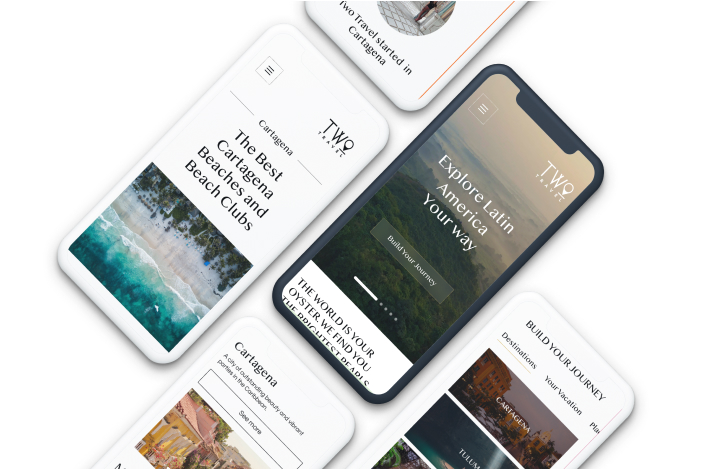 Two Travel started in
Cartagena
TWO
TRAVEL
Cartagena
The Best
Cartagena
Beaches and
Beach Clubs
TWO
TRAVEL
Explore Latin
America
Your way
Build Your Journey
THE WORLD IS YOUR
OYSTER. WE FIND YOU
THE BRIGHTEST PEARLS
Cartagena
A city of outstanding beauty and vibrant
parties in the Caribbean.
See more
BUILD YOUR JOURNEY
Destinations
Your Vacation
CARTAGENA
TULUM